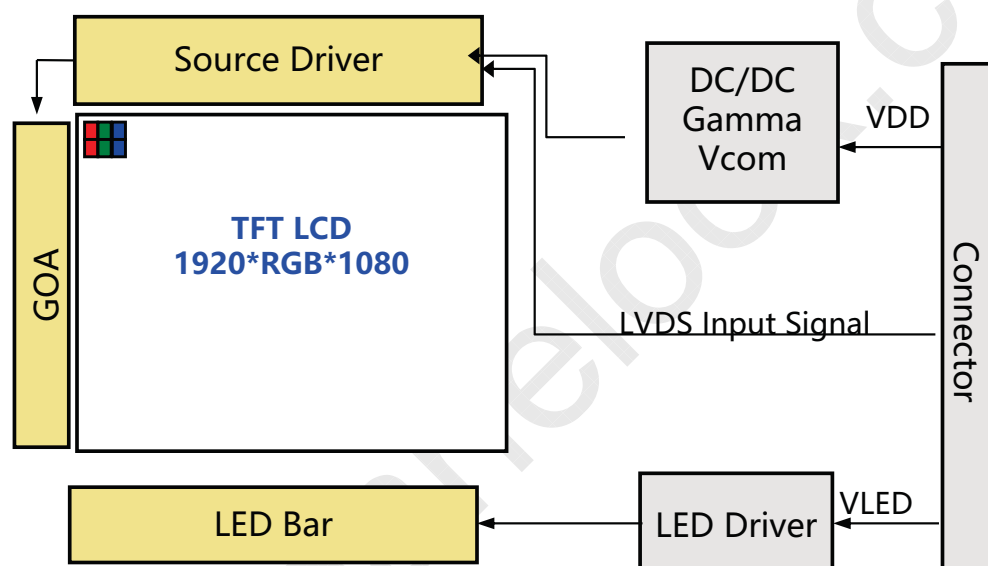 Source Driver
DC/DC
Gamma
Vcom
VDD
GOA
TFT LCD
1920*RGB*1080
Connector
LVDS Input Signal
LED Bar
LED Driver
VLED